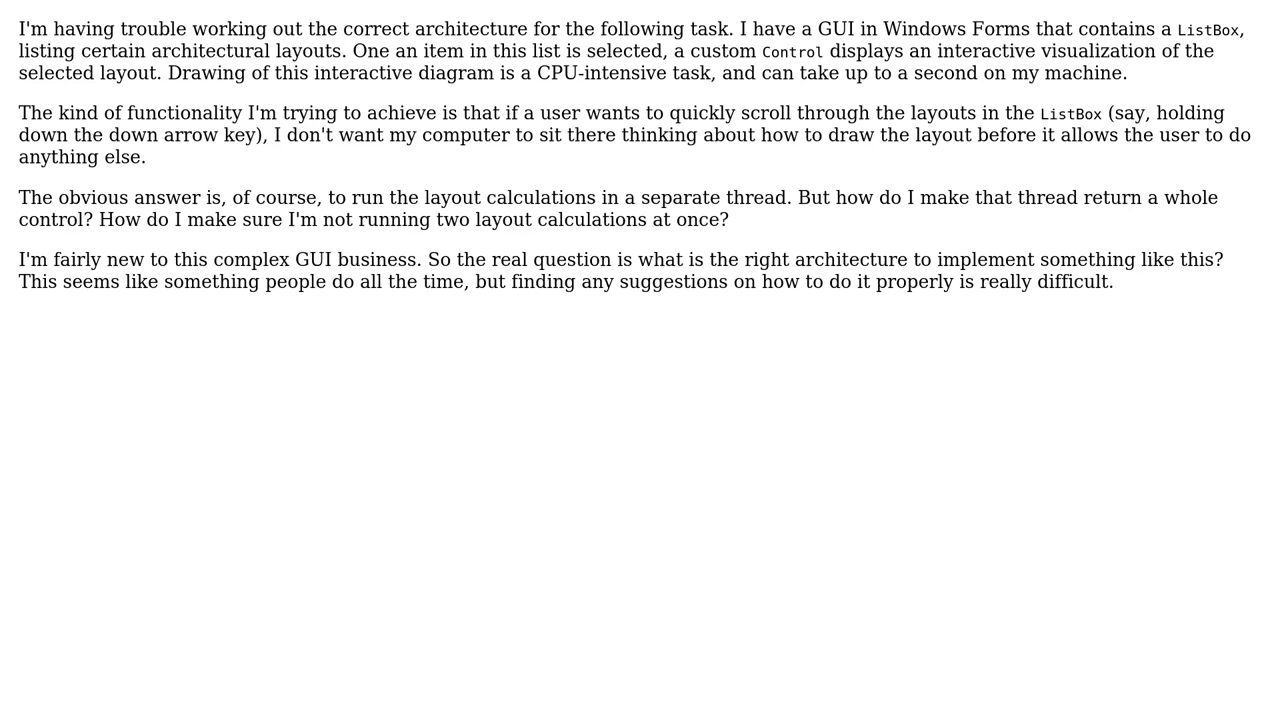 I'm having trouble working out the correct architecture for the following task. I have a GUI in Windows Forms that contains a ListBox,
listing certain architectural layouts. One an item in this list is selected, a custom Control displays an interactive visualization of the
selected layout. Drawing of this interactive diagram is a CPU-intensive task, and can take up to a second on my machine.
The kind of functionality I'm trying to achieve is that if a user wants to quickly scroll through the layouts in the ListBox (say, holding
down the down arrow key), I don't want my computer to sit there thinking about how to draw the layout before it allows the user to do
anything else.
The obvious answer is, of course, to run the layout calculations in a separate thread. But how do I make that thread return a whole
control? How do I make sure I'm not running two layout calculations at once?
I'm fairly new to this complex GUI business. So the real question is what is the right architecture to implement something like this?
This seems like something people do all the time, but finding any suggestions on how to do it properly is really difficult.